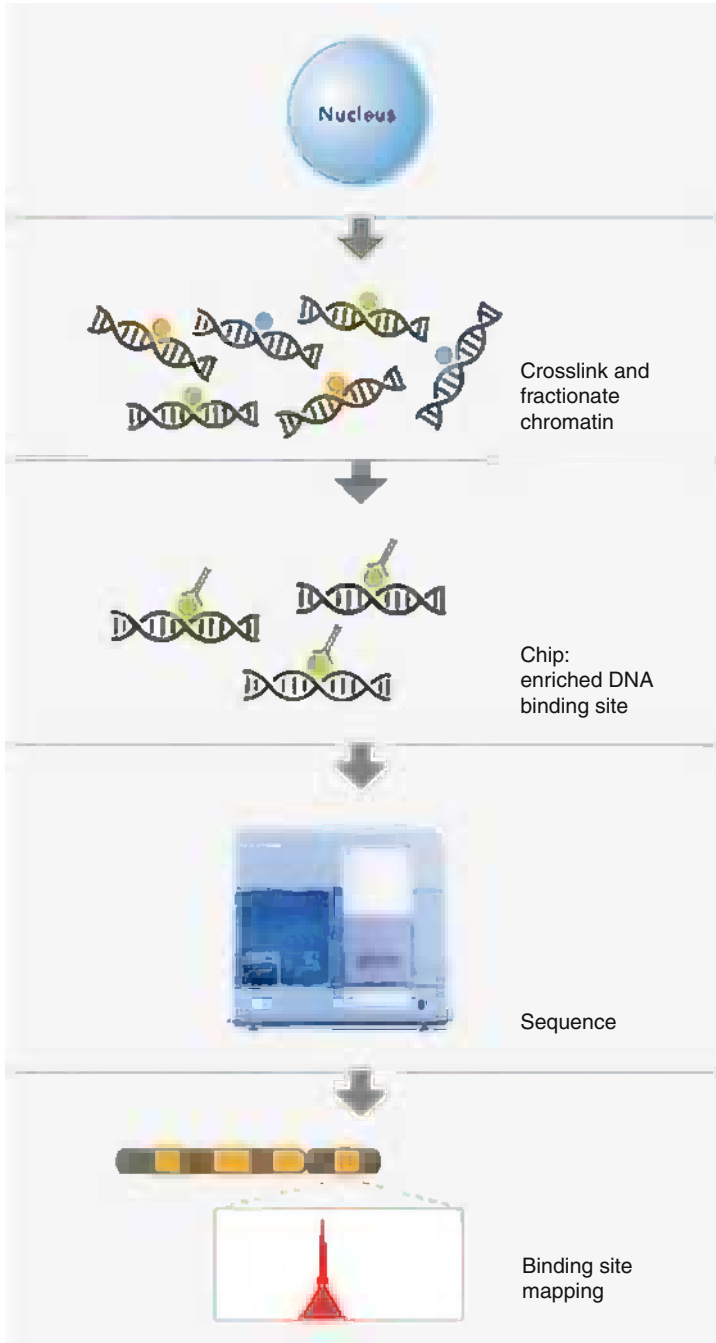 Nucleus
Crosslink and
fractionate
chromatin
Chip:
enriched DNA
binding site
Sequence
Binding site
mapping